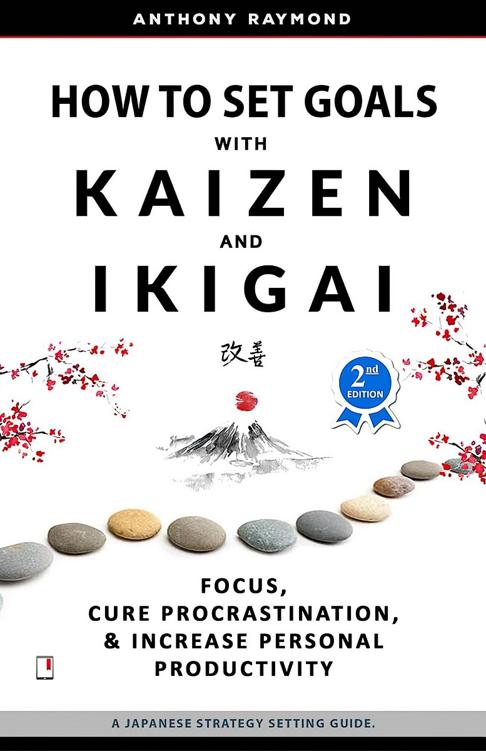 ANTHONY RAYMOND
HOW TO SET GOALS
WITH
KAIZEN
AND
IKIGAI
改善
2nd
EDITION
FOCUS,
CURE PROCRASTINATION,
& INCREASE PERSONAL
PRODUCTIVITY
A JAPANESE STRATEGY SETTING GUIDE.